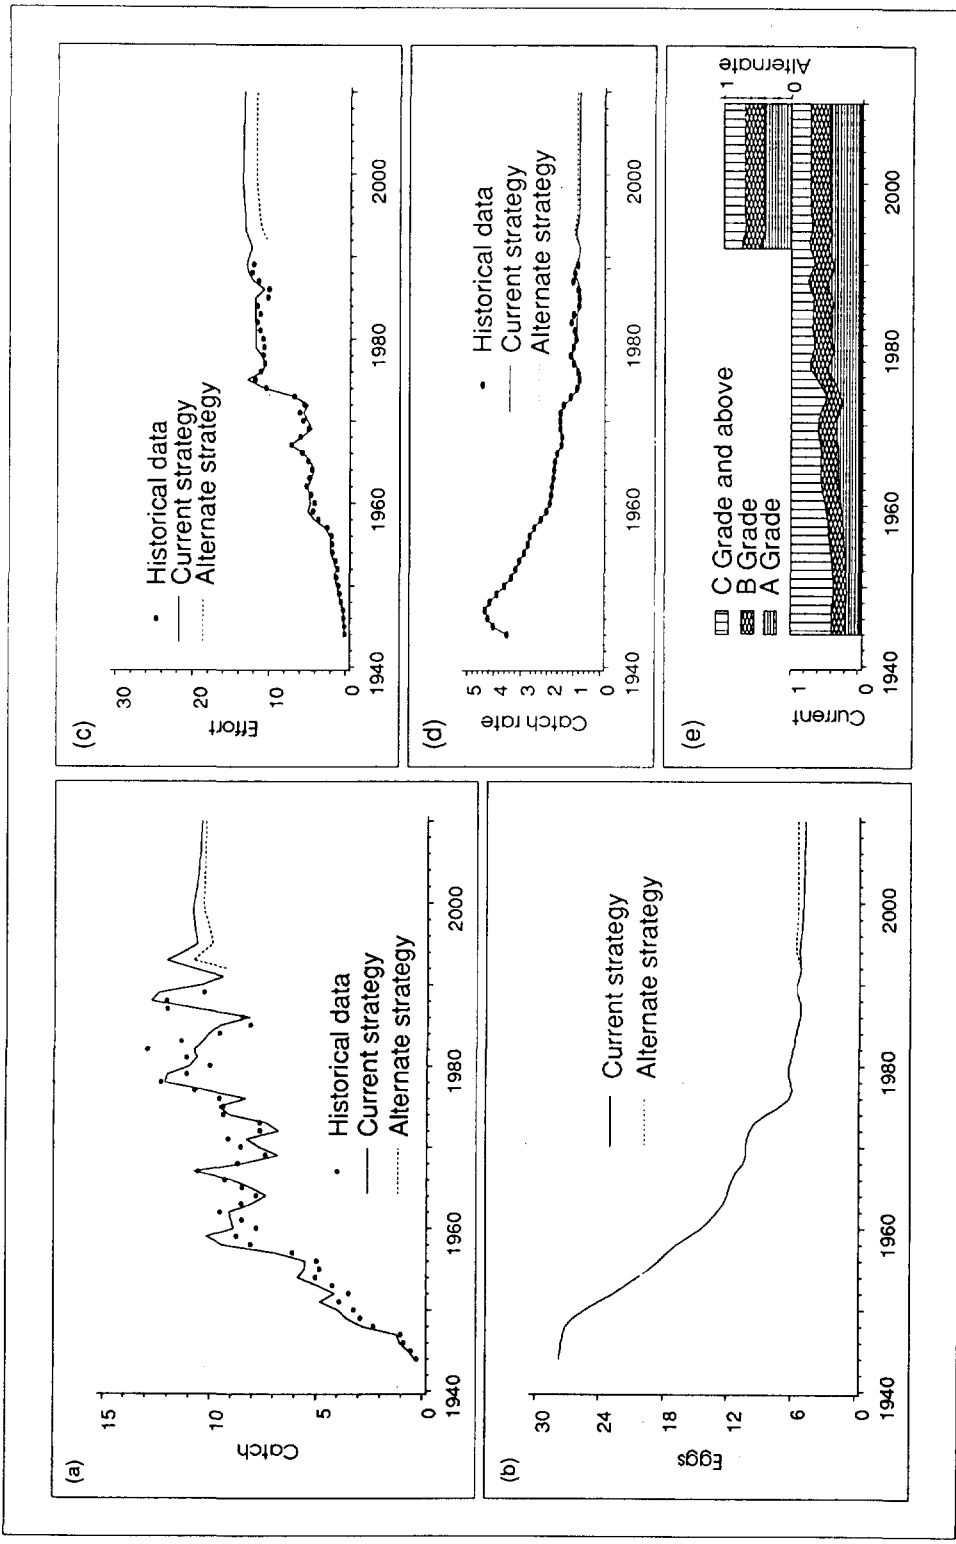 (a)
Catch
15
10
5
0
1940
1960
1980
2000
Historical data
Current strategy
Alternate strategy
(b)
Eggs
30
24
18
12
6
0
1940
1960
1980
2000
Current strategy
Alternate strategy
(c)
Effort
30
20
10
0
1940
1960
1980
2000
Historical data
Current strategy
Alternate strategy
(d)
Catch rate
5
4
3
2
1
0
1940
1960
1980
2000
Historical data
Current strategy
Alternate strategy
(e)
Current
1
0
1940
1960
1980
2000
C Grade and above
B Grade
A Grade
Alternate
1
0